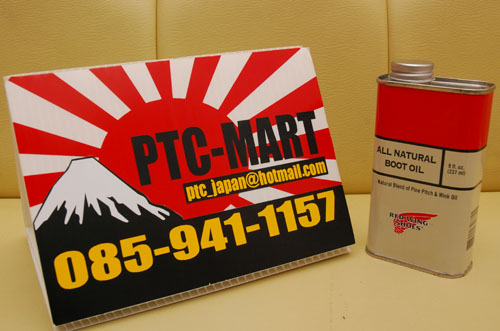 PTC-MART
ptc_japan@hotmail.com
085-941-1157
ALL NATURAL
BOOT OIL
8 fl. oz.
(237 ml)
Natural Blend of Pine Pitch & Mink Oil
RED WING
SHOES